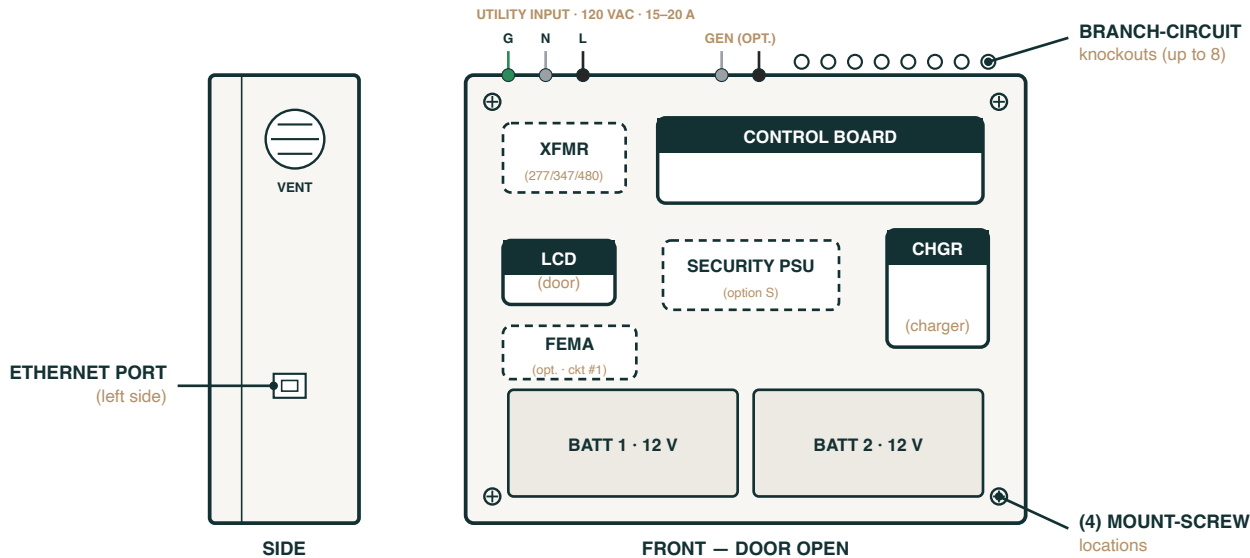 UTILITY INPUT · 120 VAC · 15–20 A
G N L GEN (OPT.)
BRANCH-CIRCUIT
knockouts (up to 8)
XFMR
(277/347/480)
CONTROL BOARD
VENT
LCD
(door)
SECURITY PSU
(option S)
CHGR
(charger)
FEMA
(opt. · ckt #1)
ETHERNET PORT
(left side)
BATT 1 · 12 V
BATT 2 · 12 V
(4) MOUNT-SCREW
locations
SIDE
FRONT — DOOR OPEN